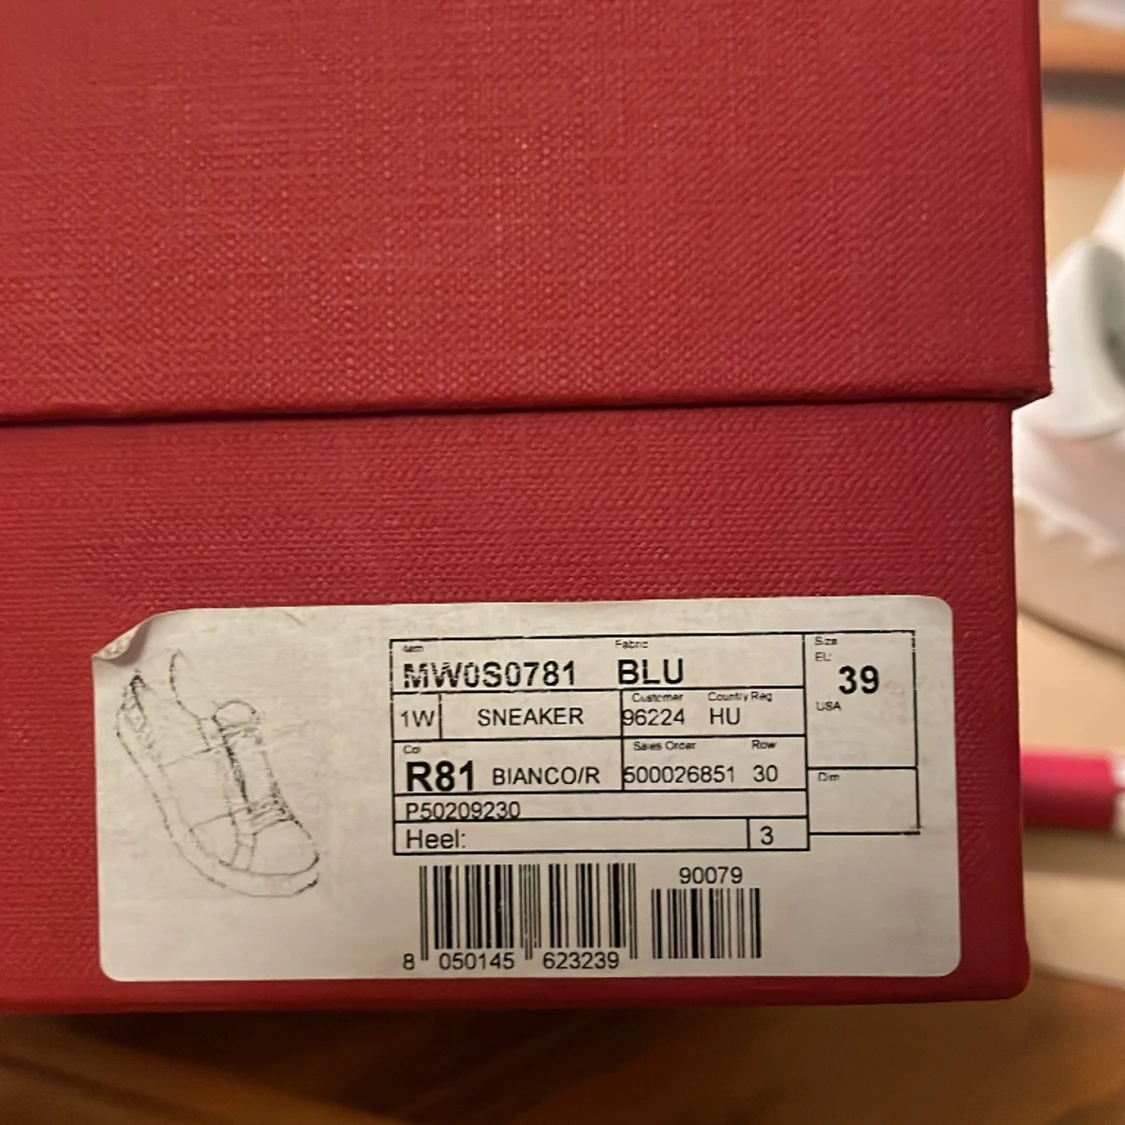 Item Fabric Size
MW0S0781 BLU EU 39
Customer Country Reg USA
1W SNEAKER 96224 HU
Col Sales Order Row
R81 BIANCO/R 500026851 30 Dim
P50209230
Heel: 3
90079
8 050145 623239